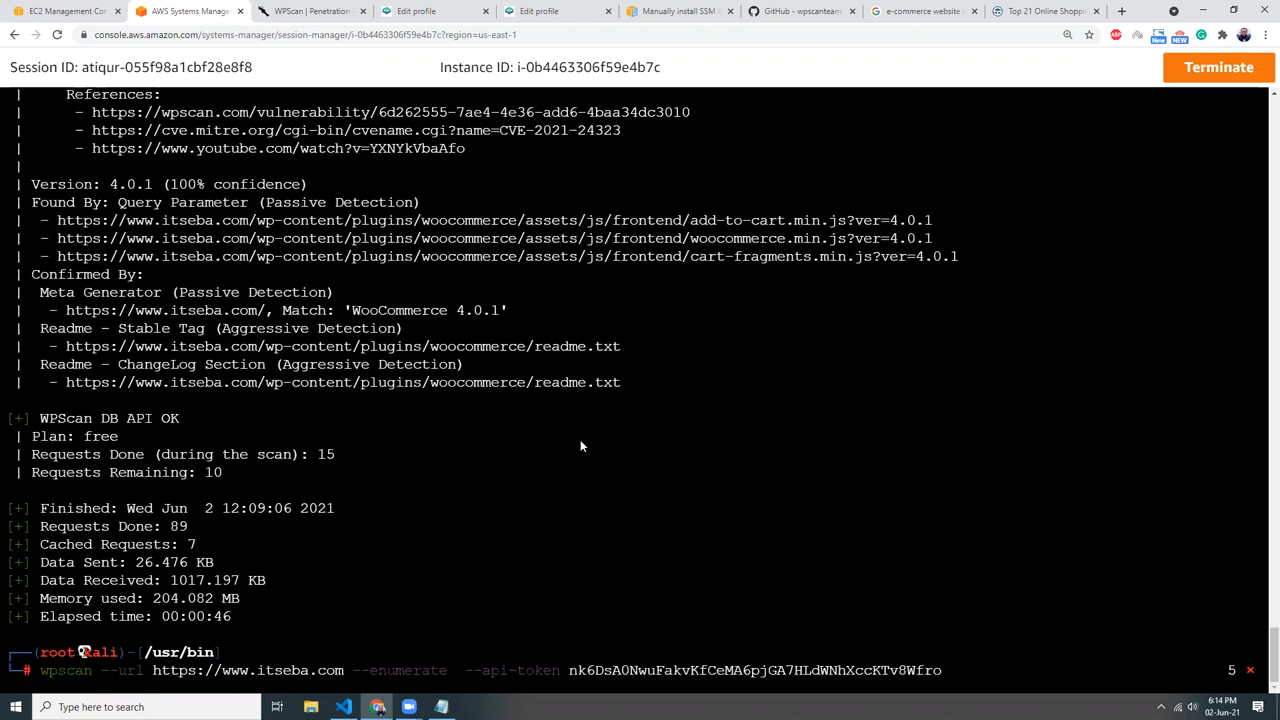 EC2 Management Cor
AWS Systems Manage
WPScan | Penetration T
Edit profile
Edit profile
Manually install SSM A
GitHub - wpscanteam
e-commerce website
Top 21 Online Shoppi
console.aws.amazon.com/systems-manager/session-manager/i-0b4463306f59e4b7c?region=us-east-1
ABP
New
New
Session ID: atiqur-055f98a1cbf28e8f8
Instance ID: i-0b4463306f59e4b7c
Terminate
| References:
| - https://wpscan.com/vulnerability/6d262555-7ae4-4e36-add6-4baa34dc3010
| - https://cve.mitre.org/cgi-bin/cvename.cgi?name=CVE-2021-24323
| - https://www.youtube.com/watch?v=YXNYkVbaAfo
|
| Version: 4.0.1 (100% confidence)
| Found By: Query Parameter (Passive Detection)
| - https://www.itseba.com/wp-content/plugins/woocommerce/assets/js/frontend/add-to-cart.min.js?ver=4.0.1
| - https://www.itseba.com/wp-content/plugins/woocommerce/assets/js/frontend/woocommerce.min.js?ver=4.0.1
| - https://www.itseba.com/wp-content/plugins/woocommerce/assets/js/frontend/cart-fragments.min.js?ver=4.0.1
| Confirmed By:
| Meta Generator (Passive Detection)
| - https://www.itseba.com/, Match: 'WooCommerce 4.0.1'
| Readme - Stable Tag (Aggressive Detection)
| - https://www.itseba.com/wp-content/plugins/woocommerce/readme.txt
| Readme - ChangeLog Section (Aggressive Detection)
| - https://www.itseba.com/wp-content/plugins/woocommerce/readme.txt
[+] WPScan DB API OK
| Plan: free
| Requests Done (during the scan): 15
| Requests Remaining: 10
[+] Finished: Wed Jun  2 12:09:06 2021
[+] Requests Done: 89
[+] Cached Requests: 7
[+] Data Sent: 26.476 KB
[+] Data Received: 1017.197 KB
[+] Memory used: 204.082 MB
[+] Elapsed time: 00:00:46
┌──(root💀kali)-[/usr/bin]
└─# wpscan --url https://www.itseba.com --enumerate  --api-token nk6DsA0NwuFakvKfCeMA6pjGA7HLdWNhXccKTv8Wfro 5 ×
Type here to search
6:14 PM
02-Jun-21